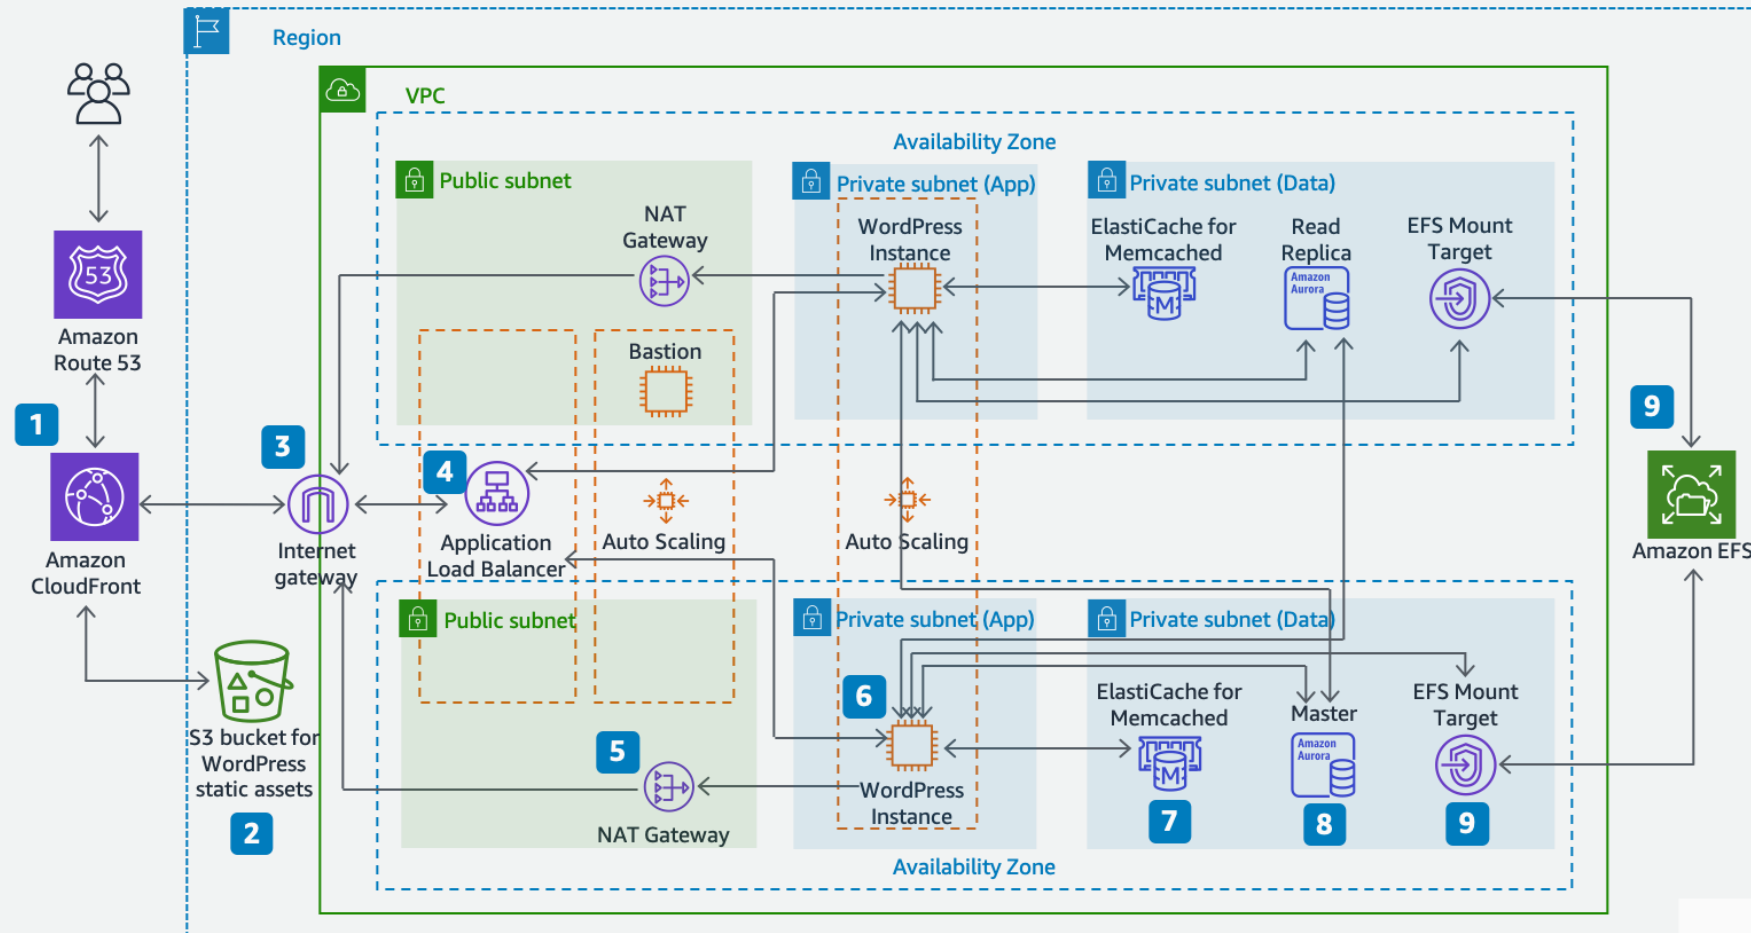 Region
VPC
Availability Zone
Public subnet
Private subnet (App)
Private subnet (Data)
NAT
Gateway
WordPress
Instance
ElastiCache for
Memcached
M
Read
Replica
Amazon
Aurora
EFS Mount
Target
53
Amazon
Route 53
Bastion
1
3
4
9
Amazon
CloudFront
Internet
gateway
Application
Load Balancer
Auto Scaling
Auto Scaling
Amazon EFS
Public subnet
Private subnet (App)
Private subnet (Data)
S3 bucket for
WordPress
static assets
2
5
NAT Gateway
6
WordPress
Instance
ElastiCache for
Memcached
M
7
Master
Amazon
Aurora
8
EFS Mount
Target
9
Availability Zone